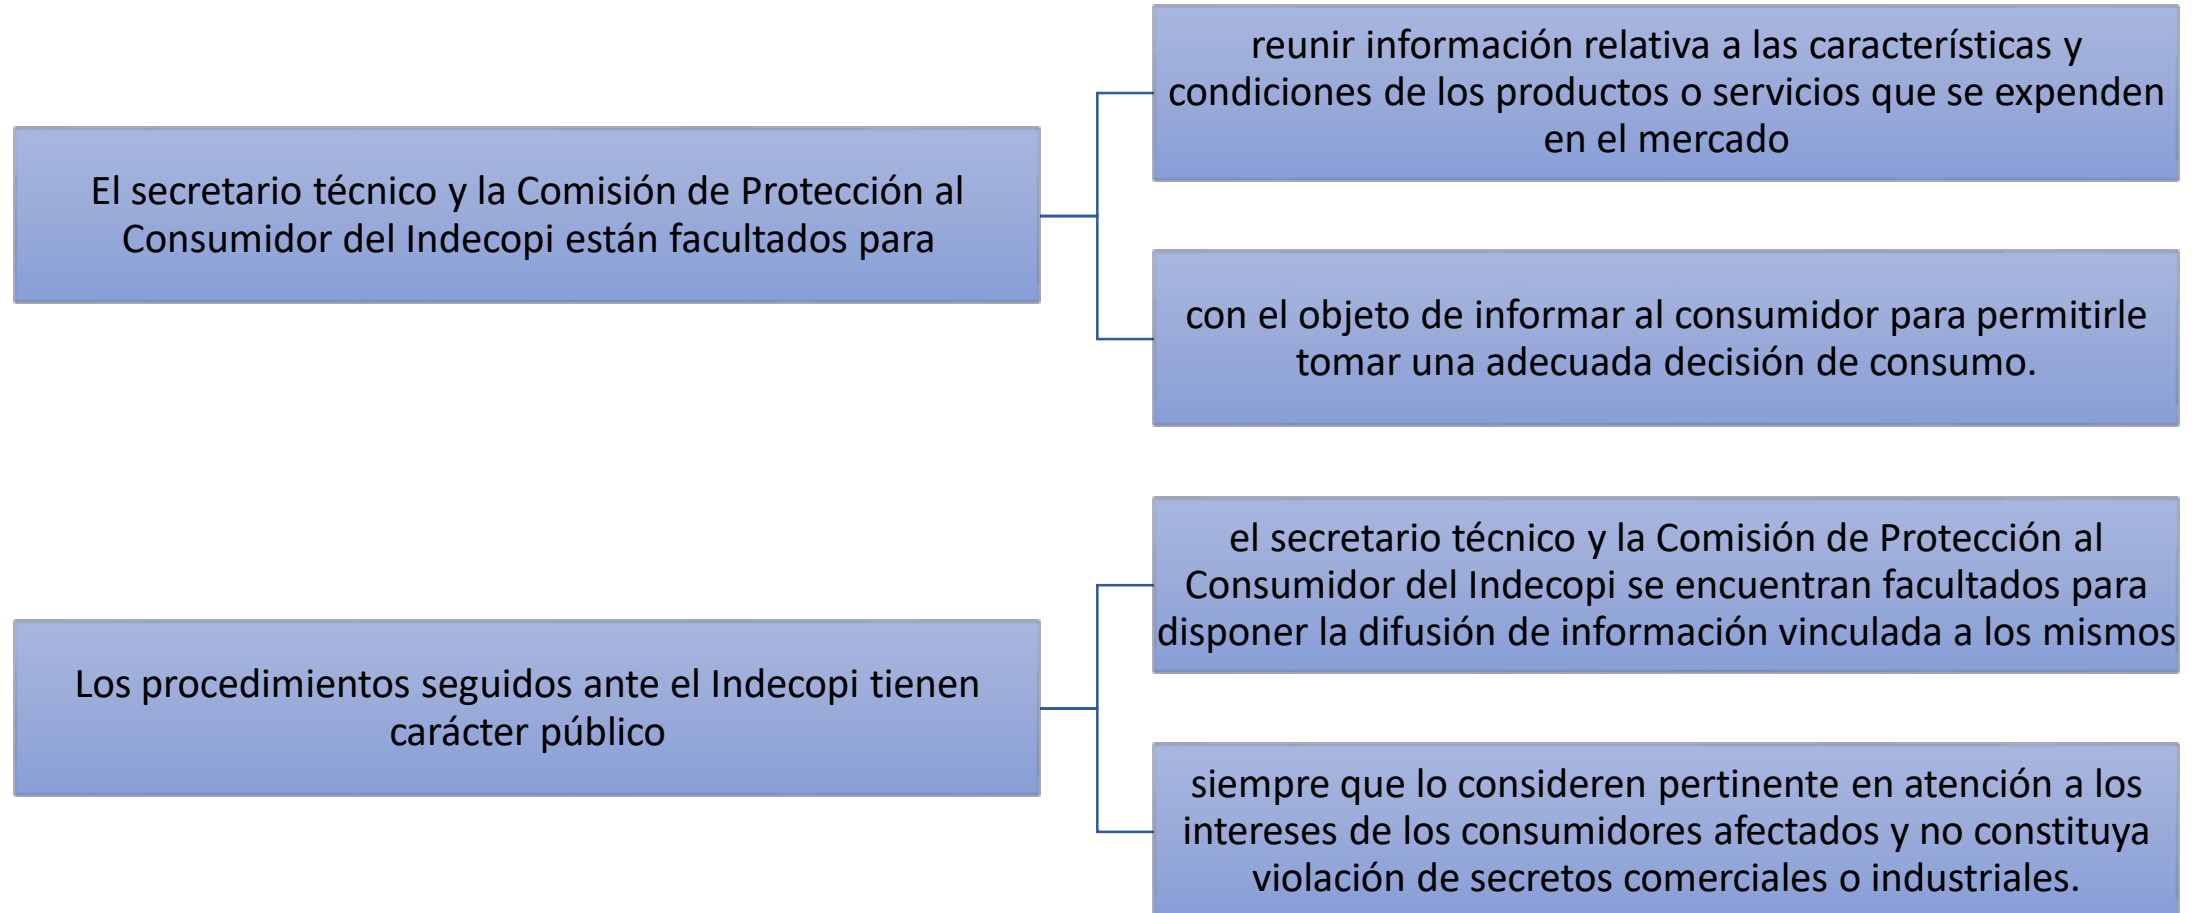 El secretario técnico y la Comisión de Protección al
Consumidor del Indecopi están facultados para
reunir información relativa a las características y
condiciones de los productos o servicios que se expenden
en el mercado
con el objeto de informar al consumidor para permitirle
tomar una adecuada decisión de consumo.
Los procedimientos seguidos ante el Indecopi tienen
carácter público
el secretario técnico y la Comisión de Protección al
Consumidor del Indecopi se encuentran facultados para
disponer la difusión de información vinculada a los mismos
siempre que lo consideren pertinente en atención a los
intereses de los consumidores afectados y no constituya
violación de secretos comerciales o industriales.